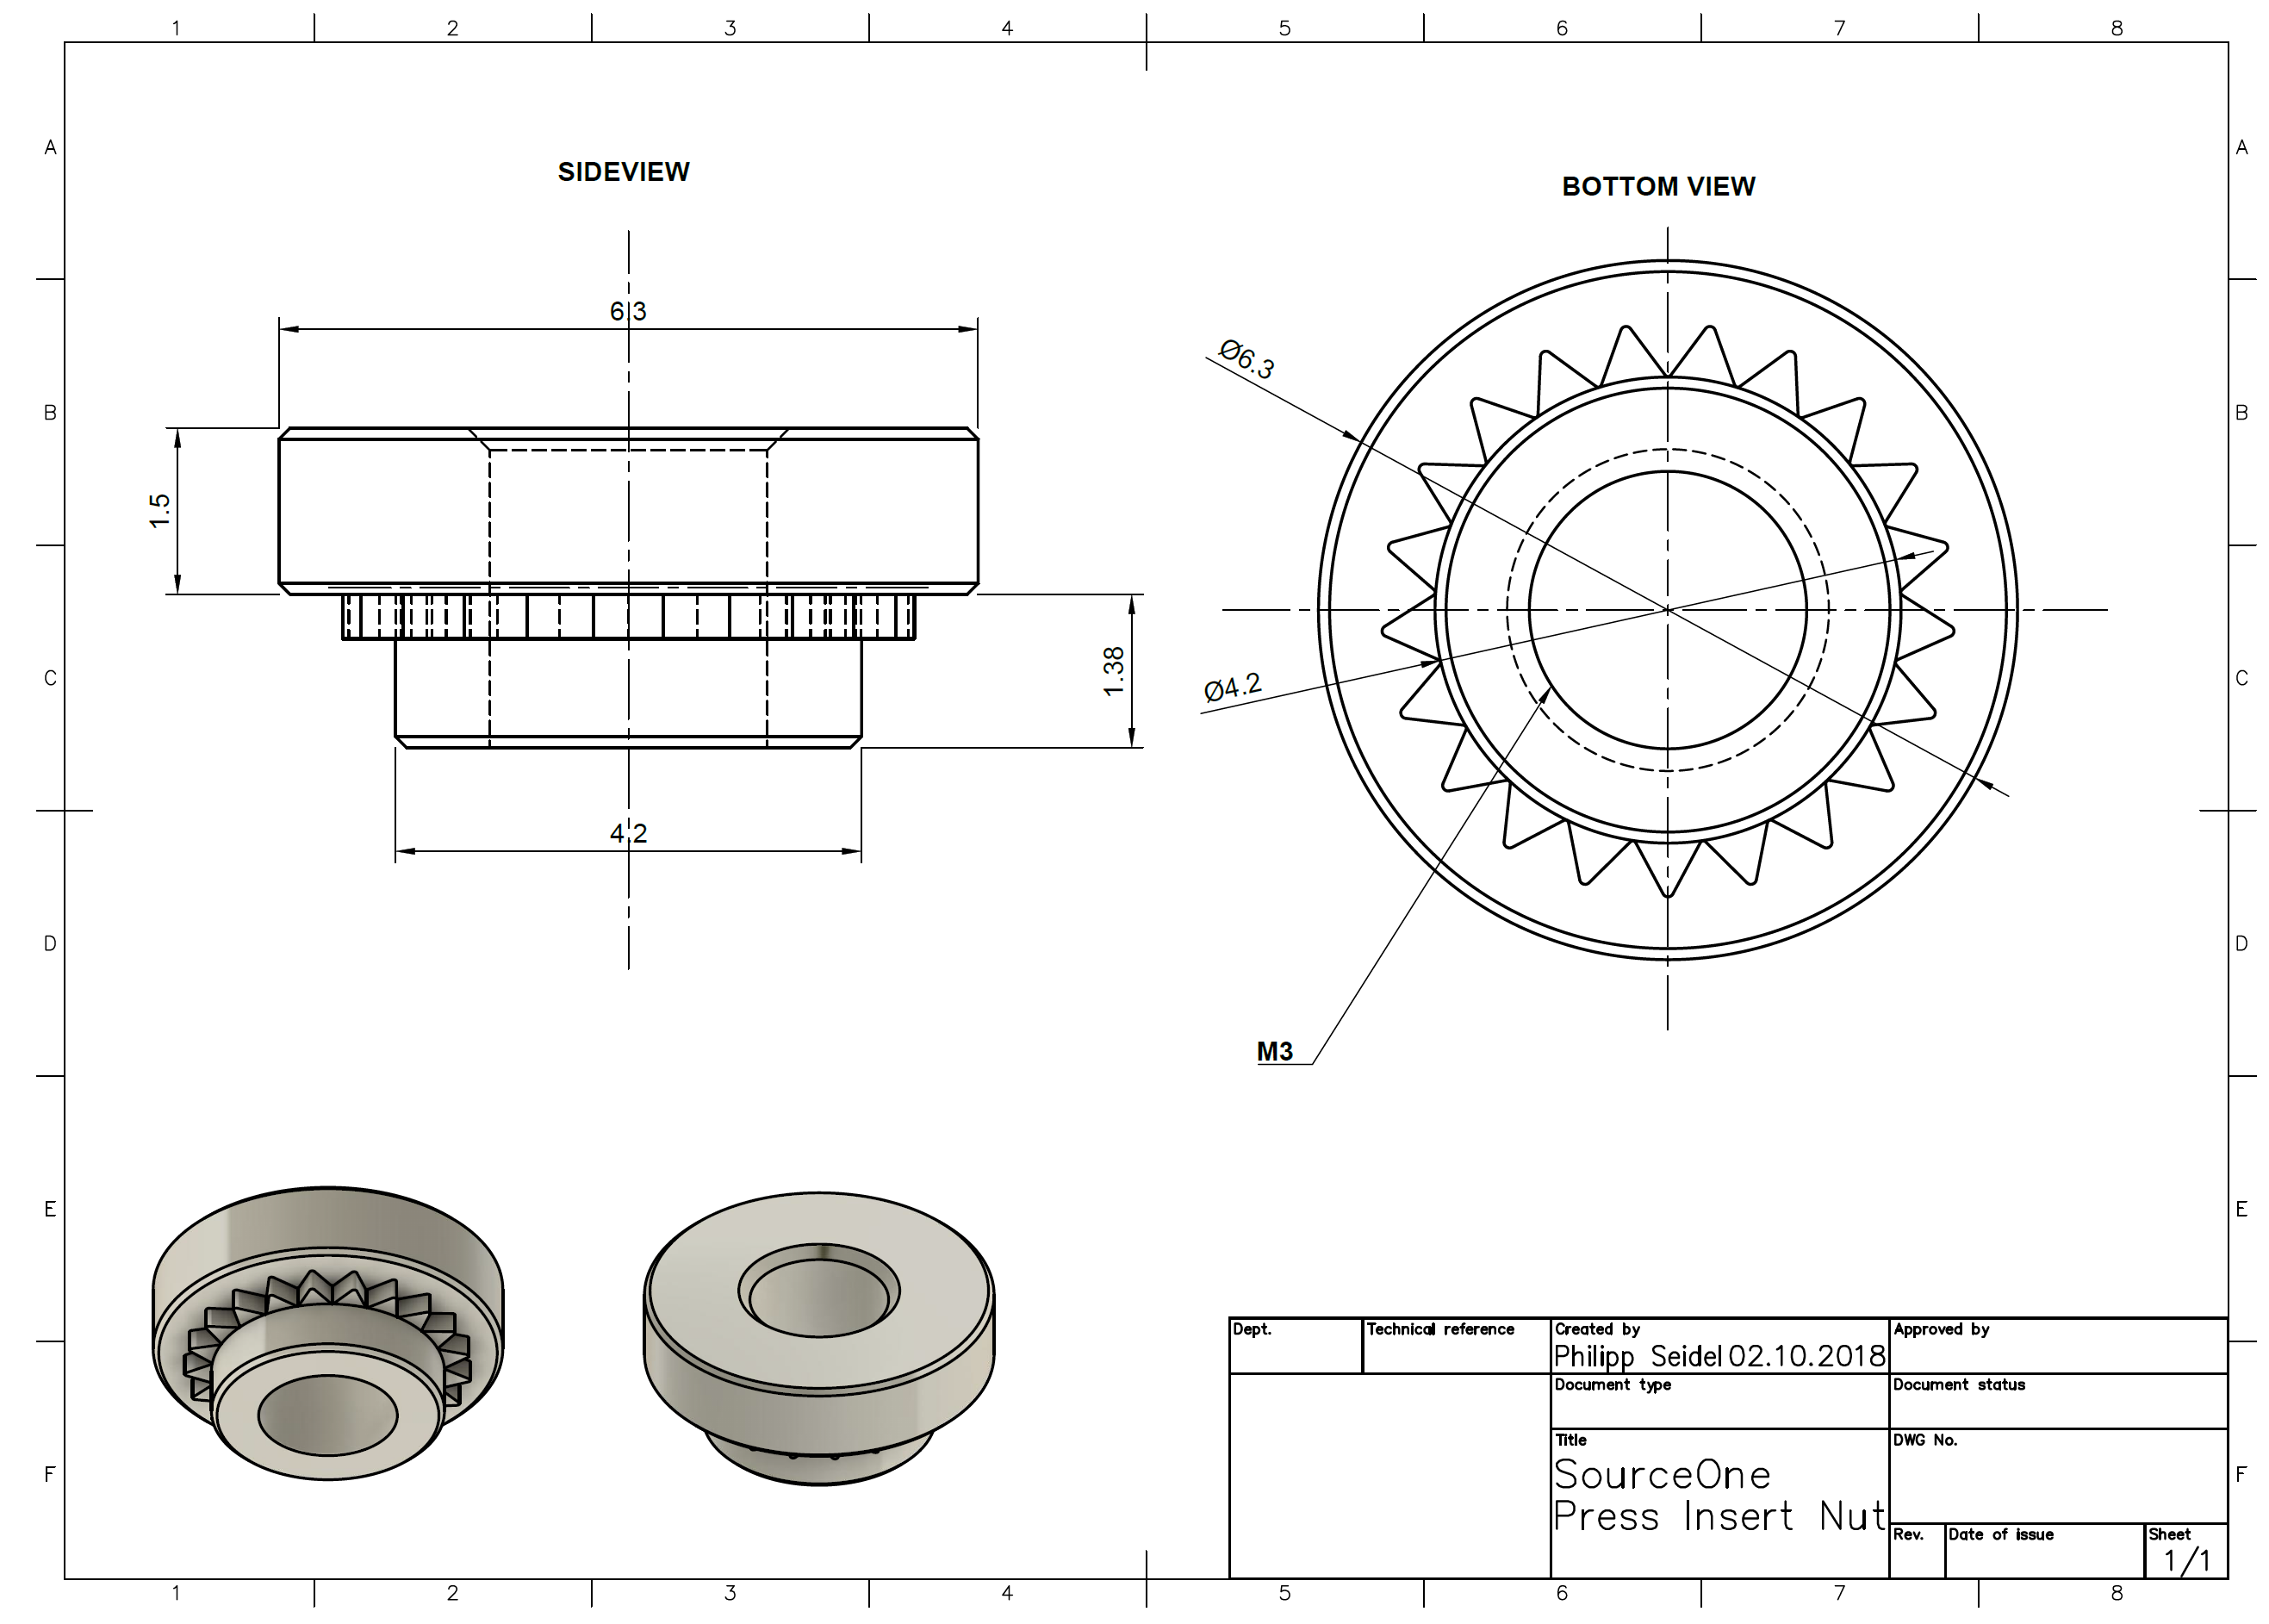 1 2 3 4 5 6 7 8
A A
SIDEVIEW
BOTTOM VIEW
6.3
Ø6.3
B B
1.5
C C
1.38
Ø4.2
4.2
D D
M3
E E
Dept. Technical reference Created by Approved by
Philipp Seidel 02.10.2018
Document type Document status
Title DWG No.
F F
SourceOne
Press Insert Nut
Rev. Date of issue Sheet
1/1
1 2 3 4 5 6 7 8